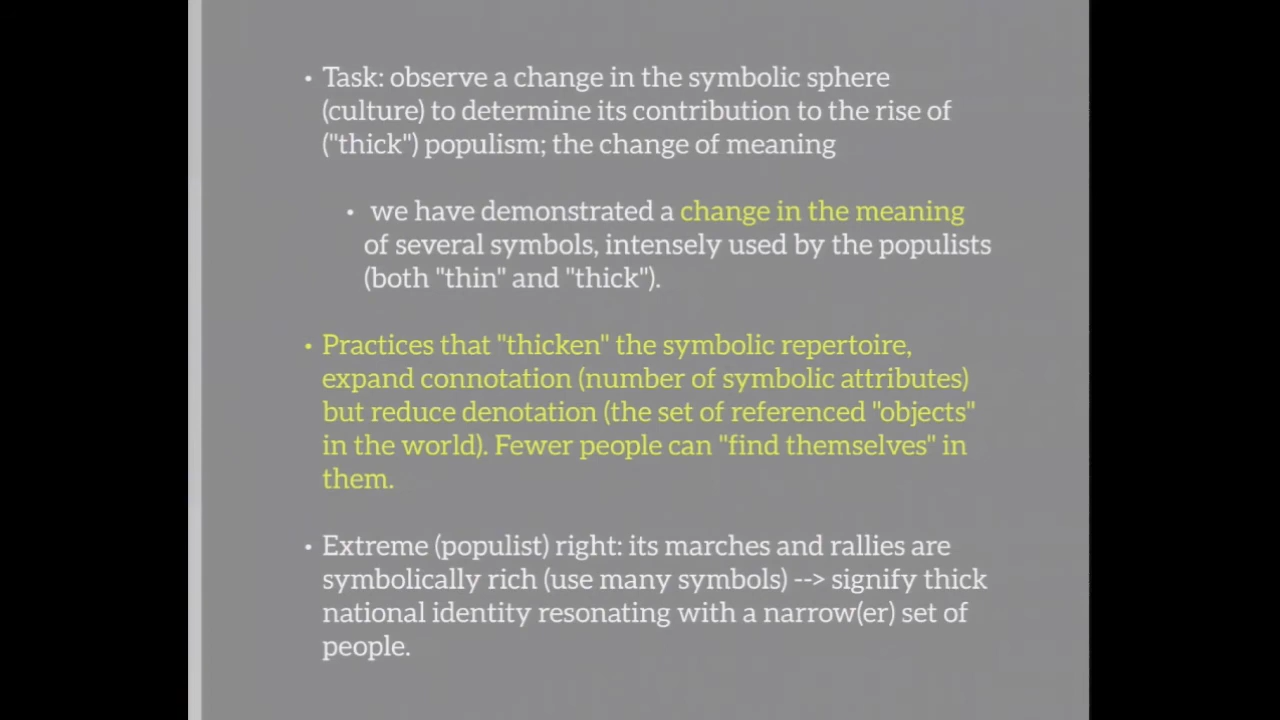 • Task: observe a change in the symbolic sphere
(culture) to determine its contribution to the rise of
("thick") populism; the change of meaning
• we have demonstrated a change in the meaning
of several symbols, intensely used by the populists
(both "thin" and "thick").
• Practices that "thicken" the symbolic repertoire,
expand connotation (number of symbolic attributes)
but reduce denotation (the set of referenced "objects"
in the world). Fewer people can "find themselves" in
them.
• Extreme (populist) right: its marches and rallies are
symbolically rich (use many symbols) --> signify thick
national identity resonating with a narrow(er) set of
people.